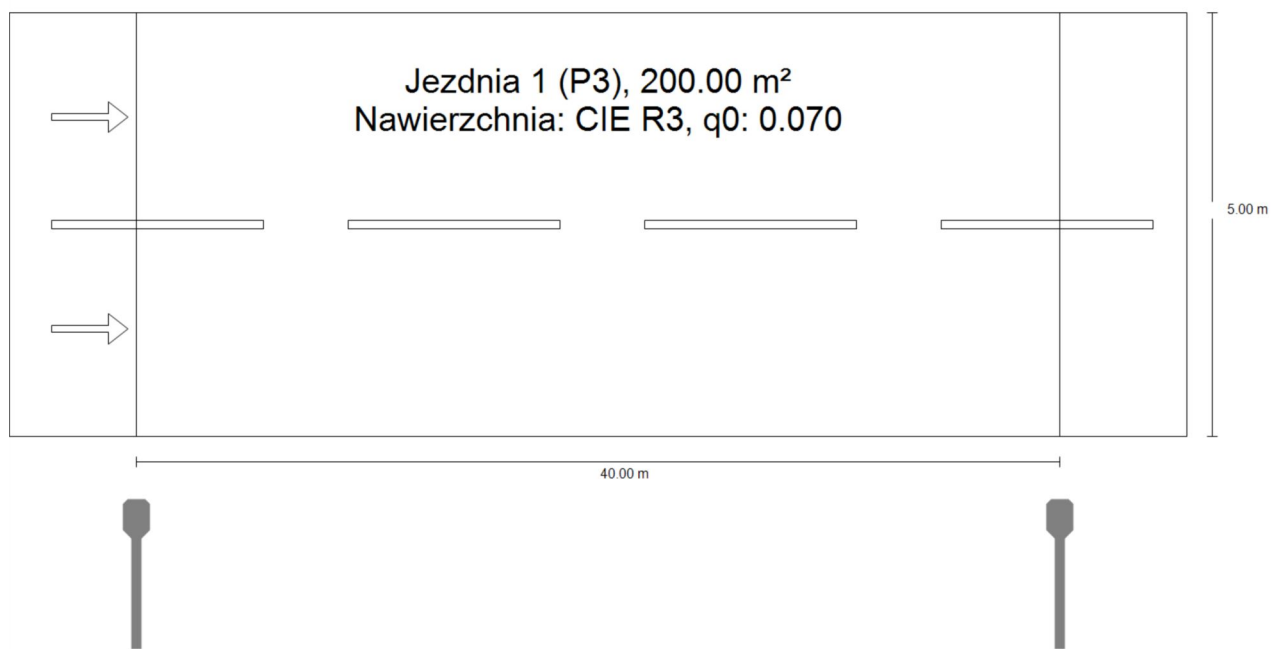 Jezdnia 1 (P3), 200.00 m²
Nawierzchnia: CIE R3, q0: 0.070
5.00 m
40.00 m